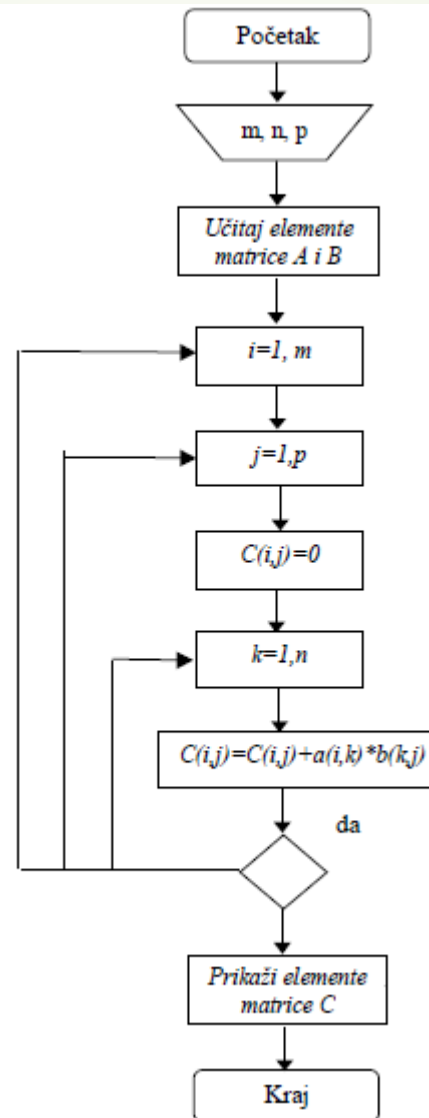 Početak
m, n, p
Učitaj elemente
matrice A i B
i=1, m
j=1,p
C(i,j)=0
k=1,n
C(i,j)=C(i,j)+a(i,k)*b(k,j)
da
Prikaži elemente
matrice C
Kraj